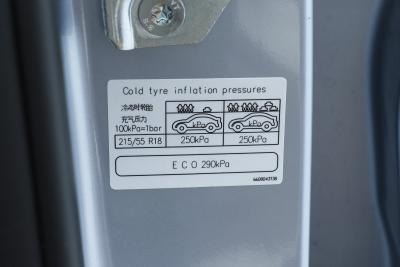 Cold tyre inflation pressures
冷态时轮胎
充气压力
100kPa=1bar
kPa kPa
215/55 R18 250kPa 250kPa
ECO 290kPa